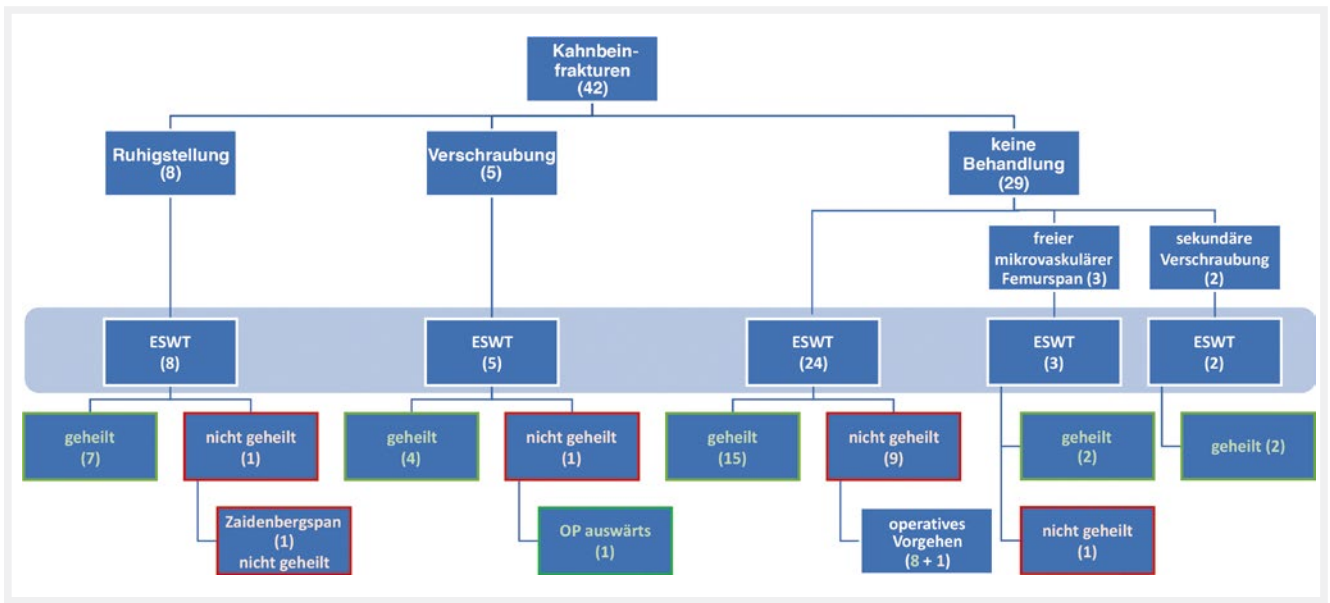 Kahnbein-
frakturen
(42)
Ruhigstellung
(8)
Verschraubung
(5)
keine
Behandlung
(29)
freier
mikrovaskulärer
Femurspan (3)
sekundäre
Verschraubung
(2)
ESWT
(8)
ESWT
(5)
ESWT
(24)
ESWT
(3)
ESWT
(2)
geheilt
(7)
nicht geheilt
(1)
geheilt
(4)
nicht geheilt
(1)
geheilt
(15)
nicht geheilt
(9)
geheilt
(2)
geheilt (2)
Zaidenbergspan
(1)
nicht geheilt
OP auswärts
(1)
operatives
Vorgehen
(8 + 1)
nicht geheilt
(1)